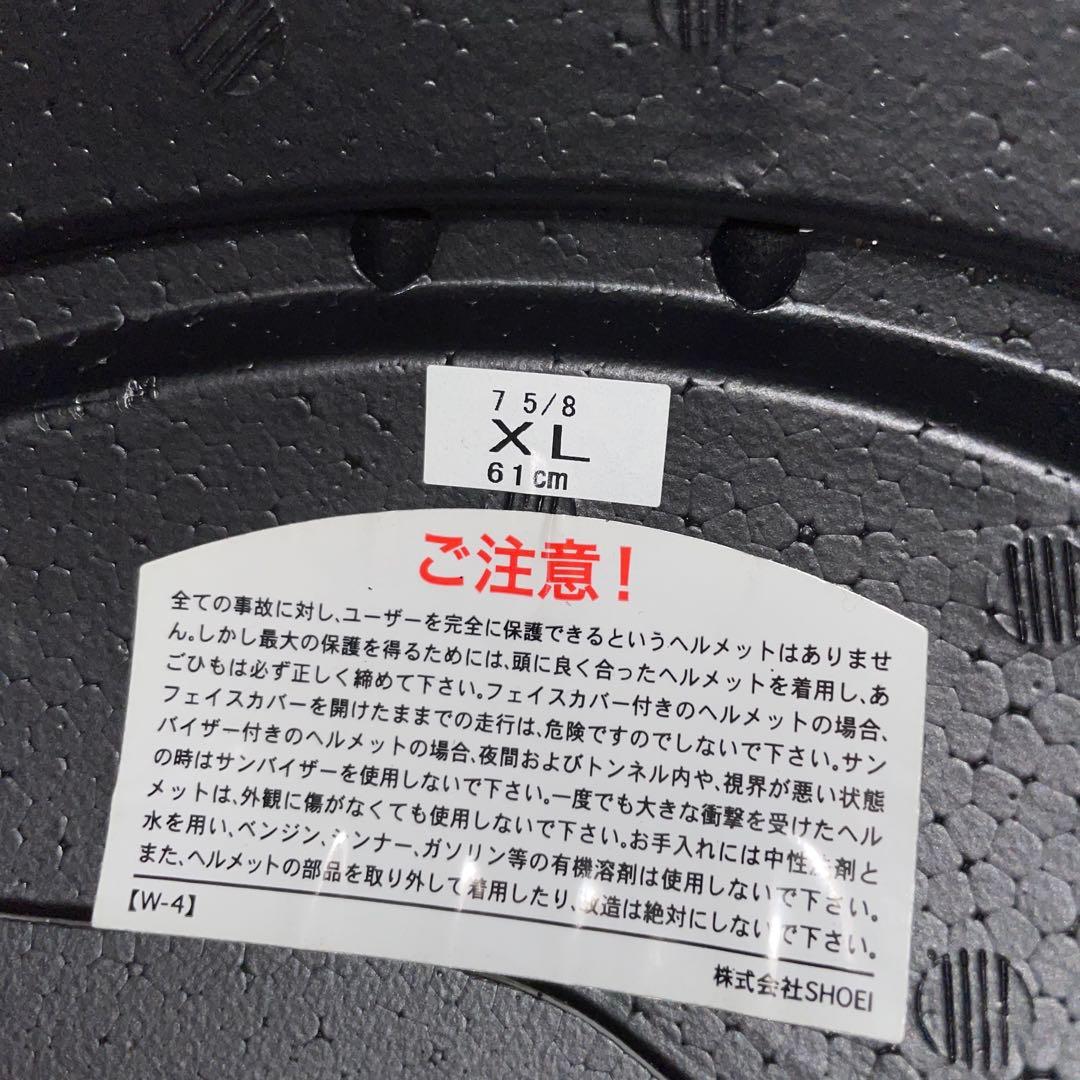 7 5/8
XL
61cm
ご注意!
全ての事故に対し、ユーザーを完全に保護できるというヘルメットはありませ
ん。しかし最大の保護を得るためには、頭に良く合ったヘルメットを着用し、あ
ごひもは必ず正しく締めて下さい。フェイスカバー付きのヘルメットの場合、
フェイスカバーを開けたままでの走行は、危険ですのでしないで下さい。サン
バイザー付きのヘルメットの場合、夜間およびトンネル内や、視界が悪い状態
の時はサンバイザーを使用しないで下さい。一度でも大きな衝撃を受けたヘル
メットは、外観に傷がなくても使用しないで下さい。お手入れには中性洗剤と
水を用い、ベンジン、シンナー、ガソリン等の有機溶剤は使用しないで下さい。
また、ヘルメットの部品を取り外して着用したり、改造は絶対にしないで下さい。
【W-4】
株式会社SHOEI